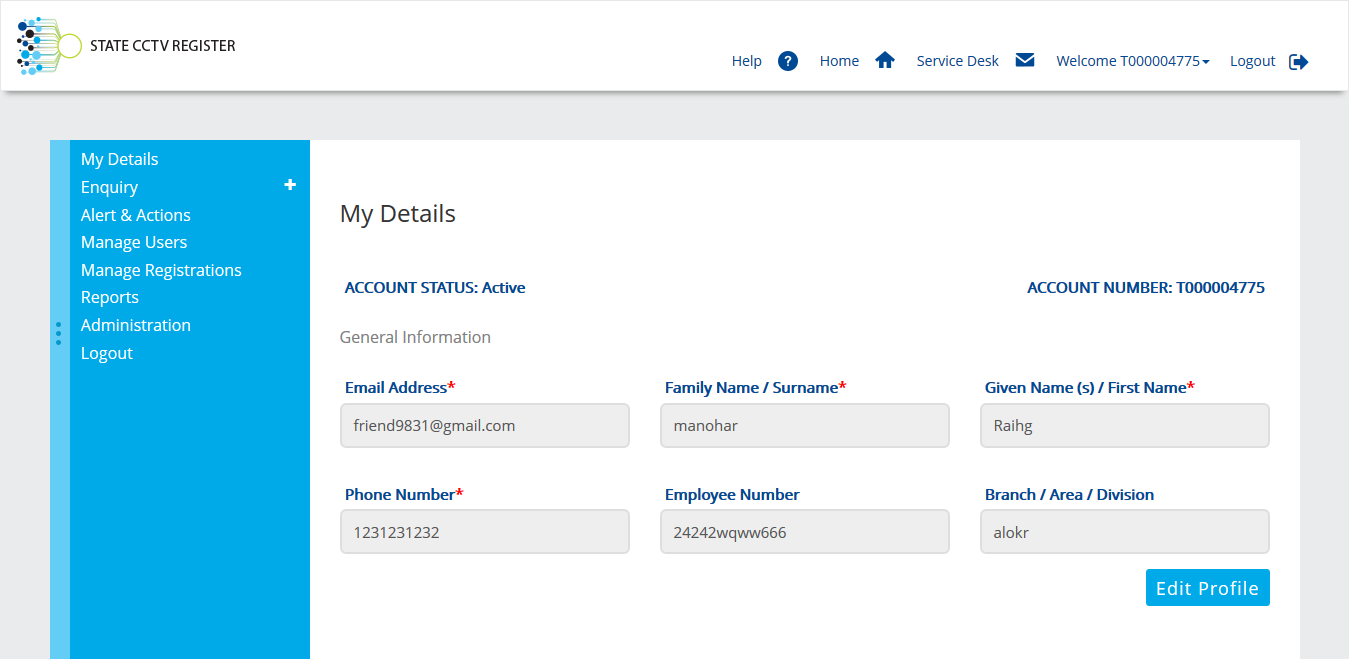 STATE CCTV REGISTER
Help ? Home Service Desk Welcome T000004775 Logout
My Details
Enquiry +
Alert & Actions
Manage Users
Manage Registrations
Reports
Administration
Logout
My Details
ACCOUNT STATUS: Active ACCOUNT NUMBER: T000004775
General Information
Email Address* Family Name / Surname* Given Name (s) / First Name*
friend9831@gmail.com manohar Raihg
Phone Number* Employee Number Branch / Area / Division
1231231232 24242wqww666 alokr
Edit Profile